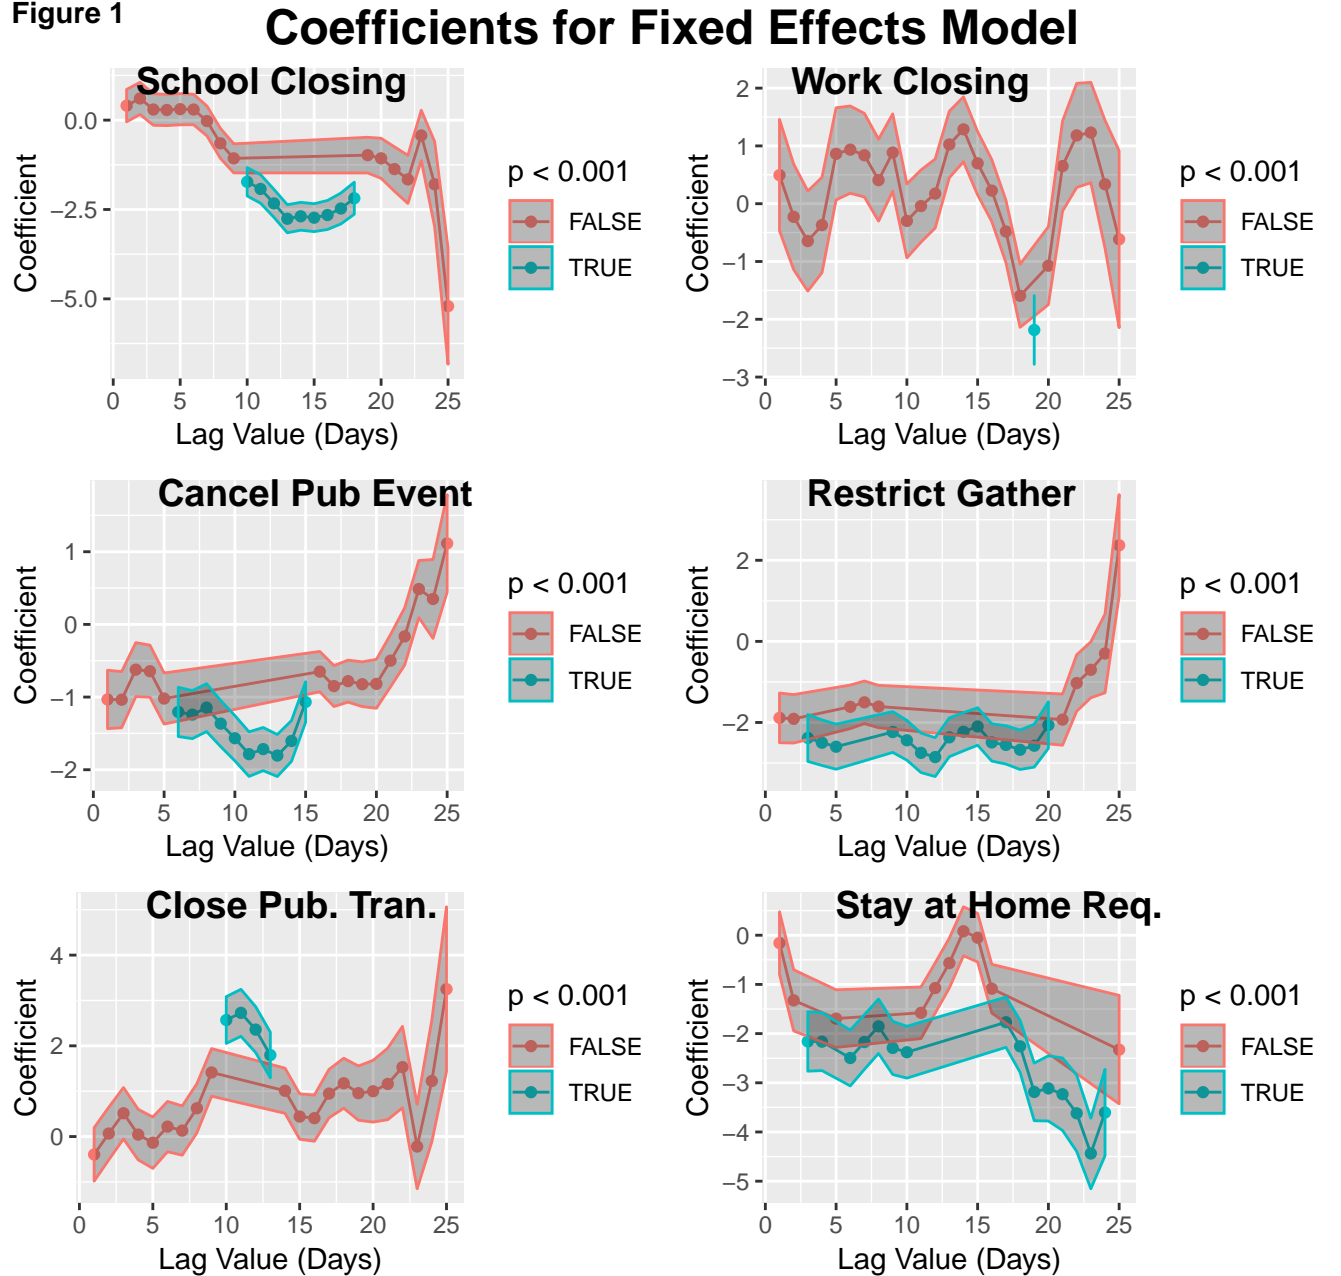 Figure 1
Coefficients for Fixed Effects Model
School Closing
0.0
−2.5
−5.0
Coefficient
0 5 10 15 20 25
Lag Value (Days)
p < 0.001
FALSE
TRUE
Work Closing
2
1
0
−1
−2
−3
Coefficient
0 5 10 15 20 25
Lag Value (Days)
p < 0.001
FALSE
TRUE
Cancel Pub Event
1
0
−1
−2
Coefficient
0 5 10 15 20 25
Lag Value (Days)
p < 0.001
FALSE
TRUE
Restrict Gather
2
0
−2
Coefficient
0 5 10 15 20 25
Lag Value (Days)
p < 0.001
FALSE
TRUE
Close Pub. Tran.
4
2
0
Coefficient
0 5 10 15 20 25
Lag Value (Days)
p < 0.001
FALSE
TRUE
Stay at Home Req.
0
−1
−2
−3
−4
−5
Coefficient
0 5 10 15 20 25
Lag Value (Days)
p < 0.001
FALSE
TRUE